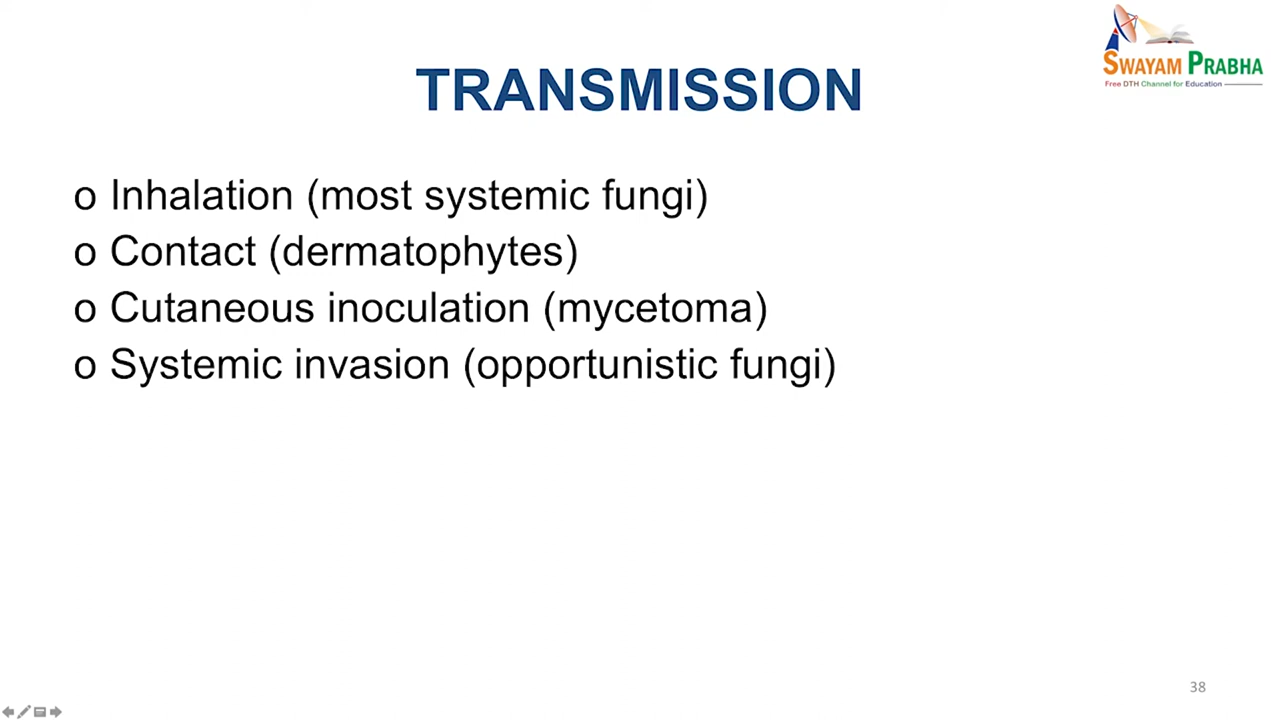 SWAYAM PRABHA
Free DTH Channel for Education
TRANSMISSION
o Inhalation (most systemic fungi)
o Contact (dermatophytes)
o Cutaneous inoculation (mycetoma)
o Systemic invasion (opportunistic fungi)
38